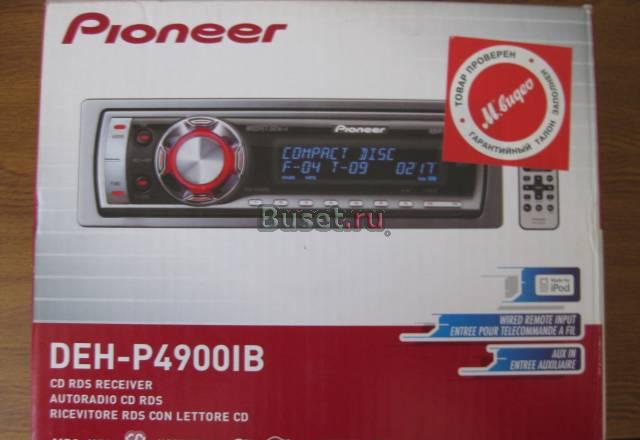 Pioneer
ТОВАР ПРОВЕРЕН
М.видео
ГАРАНТИЙНЫЙ ТАЛОН ЗАПОЛНЕН
Pioneer
COMPACT DISC
F-04 T-09 02IT
Buset.ru
Made for
iPod
WIRED REMOTE INPUT
ENTREE POUR TELECOMMANDE A FIL
AUX IN
ENTREE AUXILIAIRE
DEH-P4900IB
CD RDS RECEIVER
AUTORADIO CD RDS
RICEVITORE RDS CON LETTORE CD